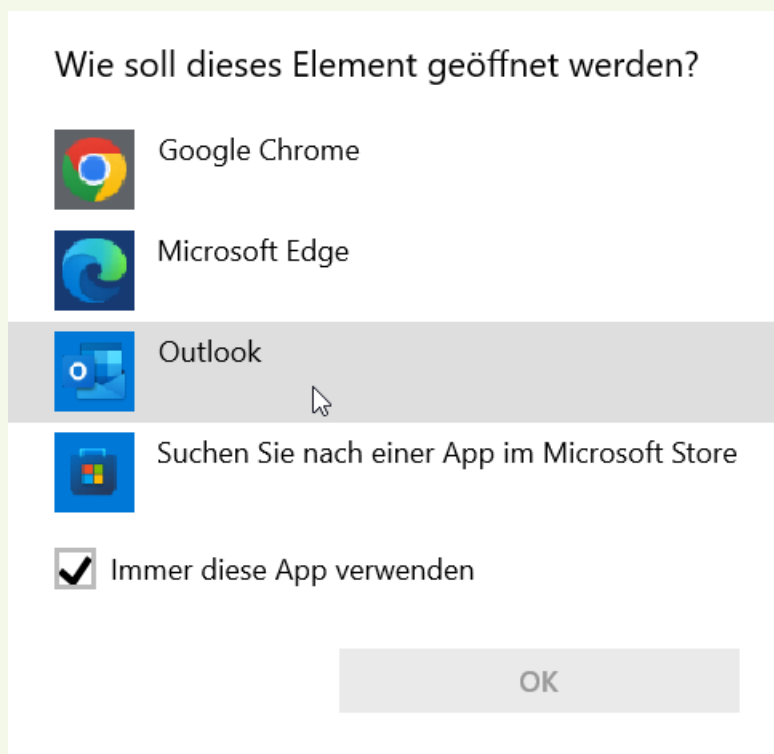 Wie soll dieses Element geöffnet werden?
Google Chrome
Microsoft Edge
Outlook
Suchen Sie nach einer App im Microsoft Store
Immer diese App verwenden
OK